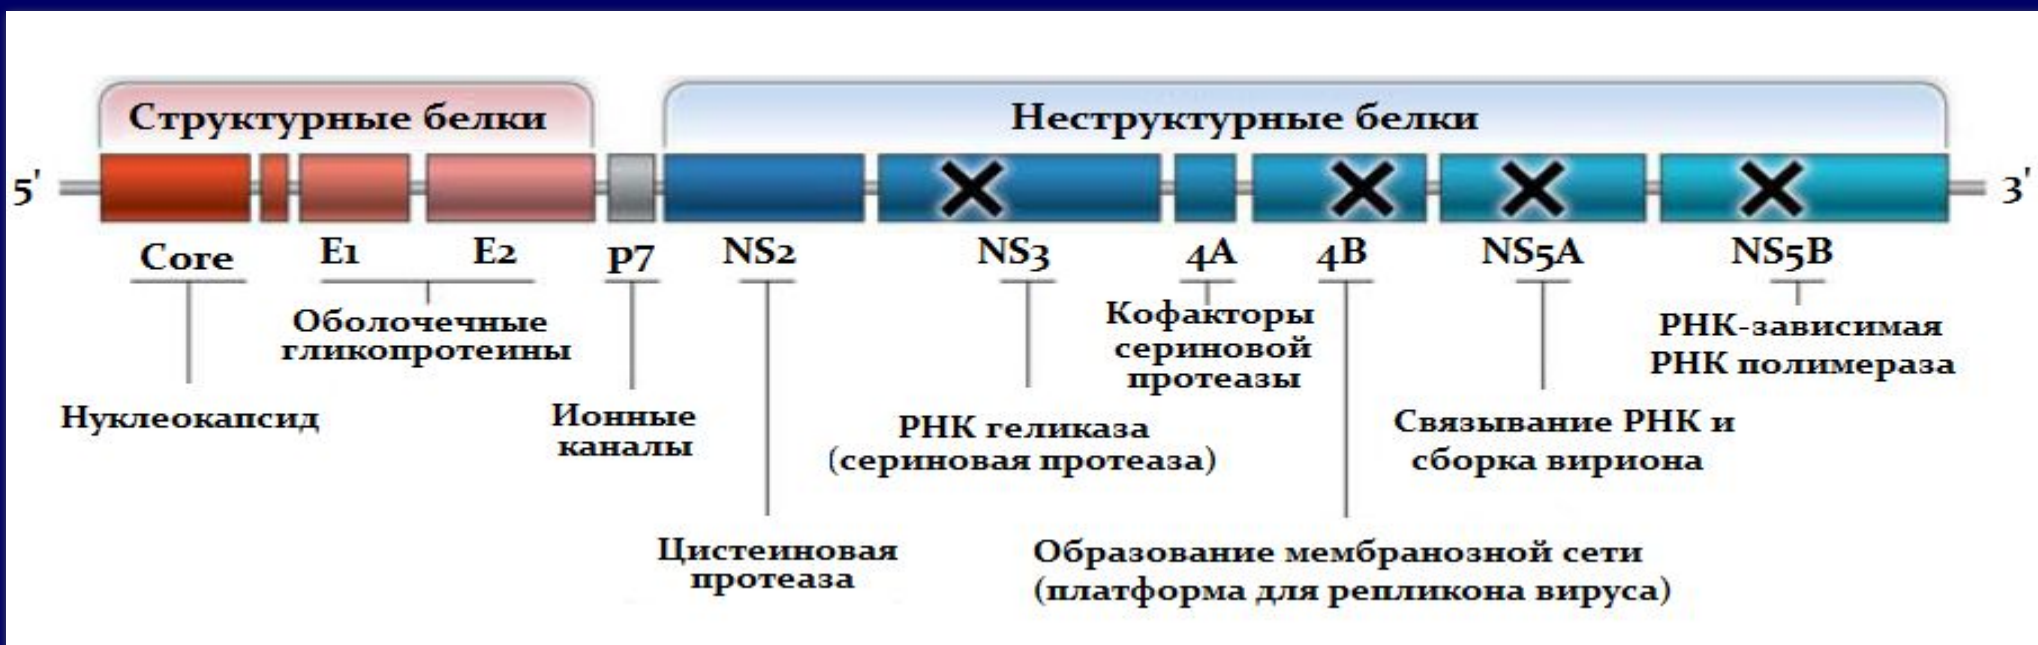 Структурные белки
Неструктурные белки
5'
3'
Core
E1
E2
p7
NS2
NS3
4A
4B
NS5A
NS5B
Нуклеокапсид
Оболочечные
гликопротеины
Ионные
каналы
Цистеиновая
протеаза
РНК геликаза
(сериновая протеаза)
Кофакторы
сериновой
протеазы
Образование мембранозной сети
(платформа для репликона вируса)
Связывание РНК и
сборка вириона
РНК-зависимая
РНК полимераза